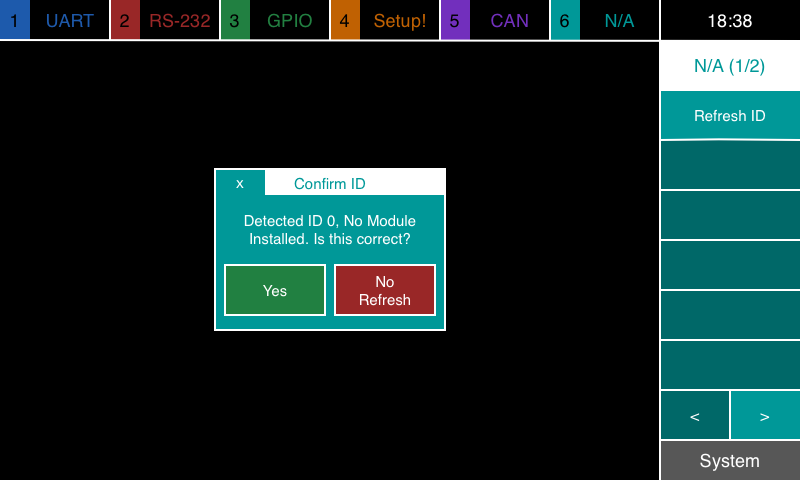 1 UART 2 RS-232 3 GPIO 4 Setup! 5 CAN 6 N/A 18:38
N/A (1/2)
Refresh ID
x Confirm ID
Detected ID 0, No Module
Installed. Is this correct?
Yes
No
Refresh
< >
System